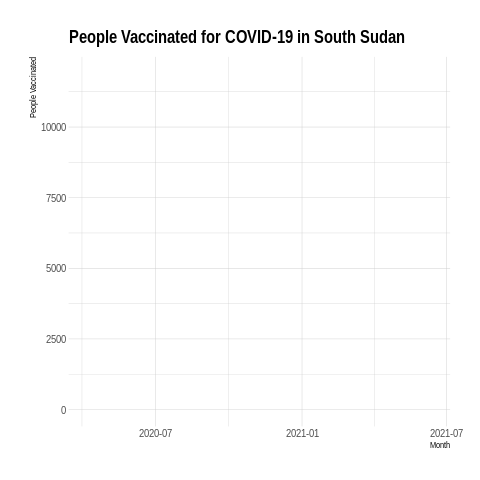 People Vaccinated for COVID-19 in South Sudan
People Vaccinated
10000
7500
5000
2500
0
2020-07
2021-01
2021-07
Month